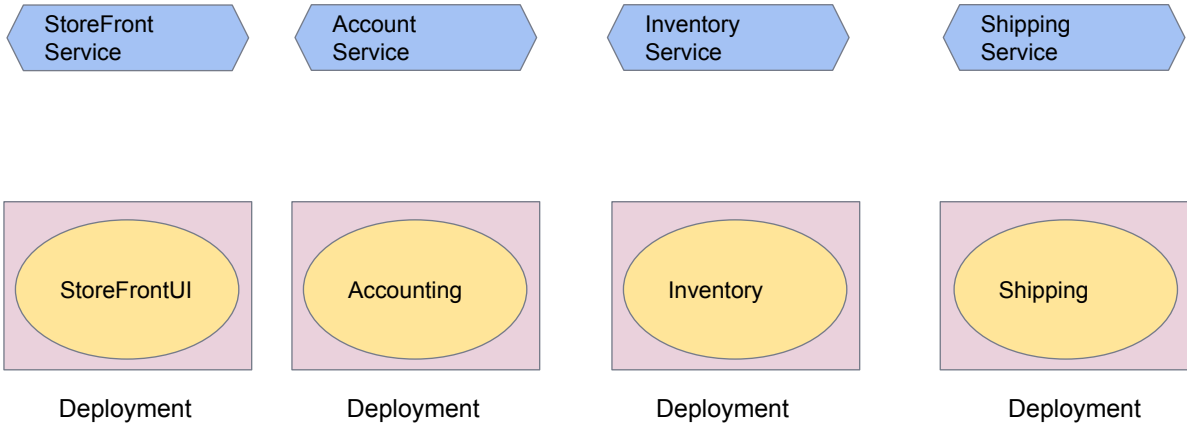 StoreFront
Service
Account
Service
Inventory
Service
Shipping
Service
StoreFrontUI
Accounting
Inventory
Shipping
Deployment
Deployment
Deployment
Deployment